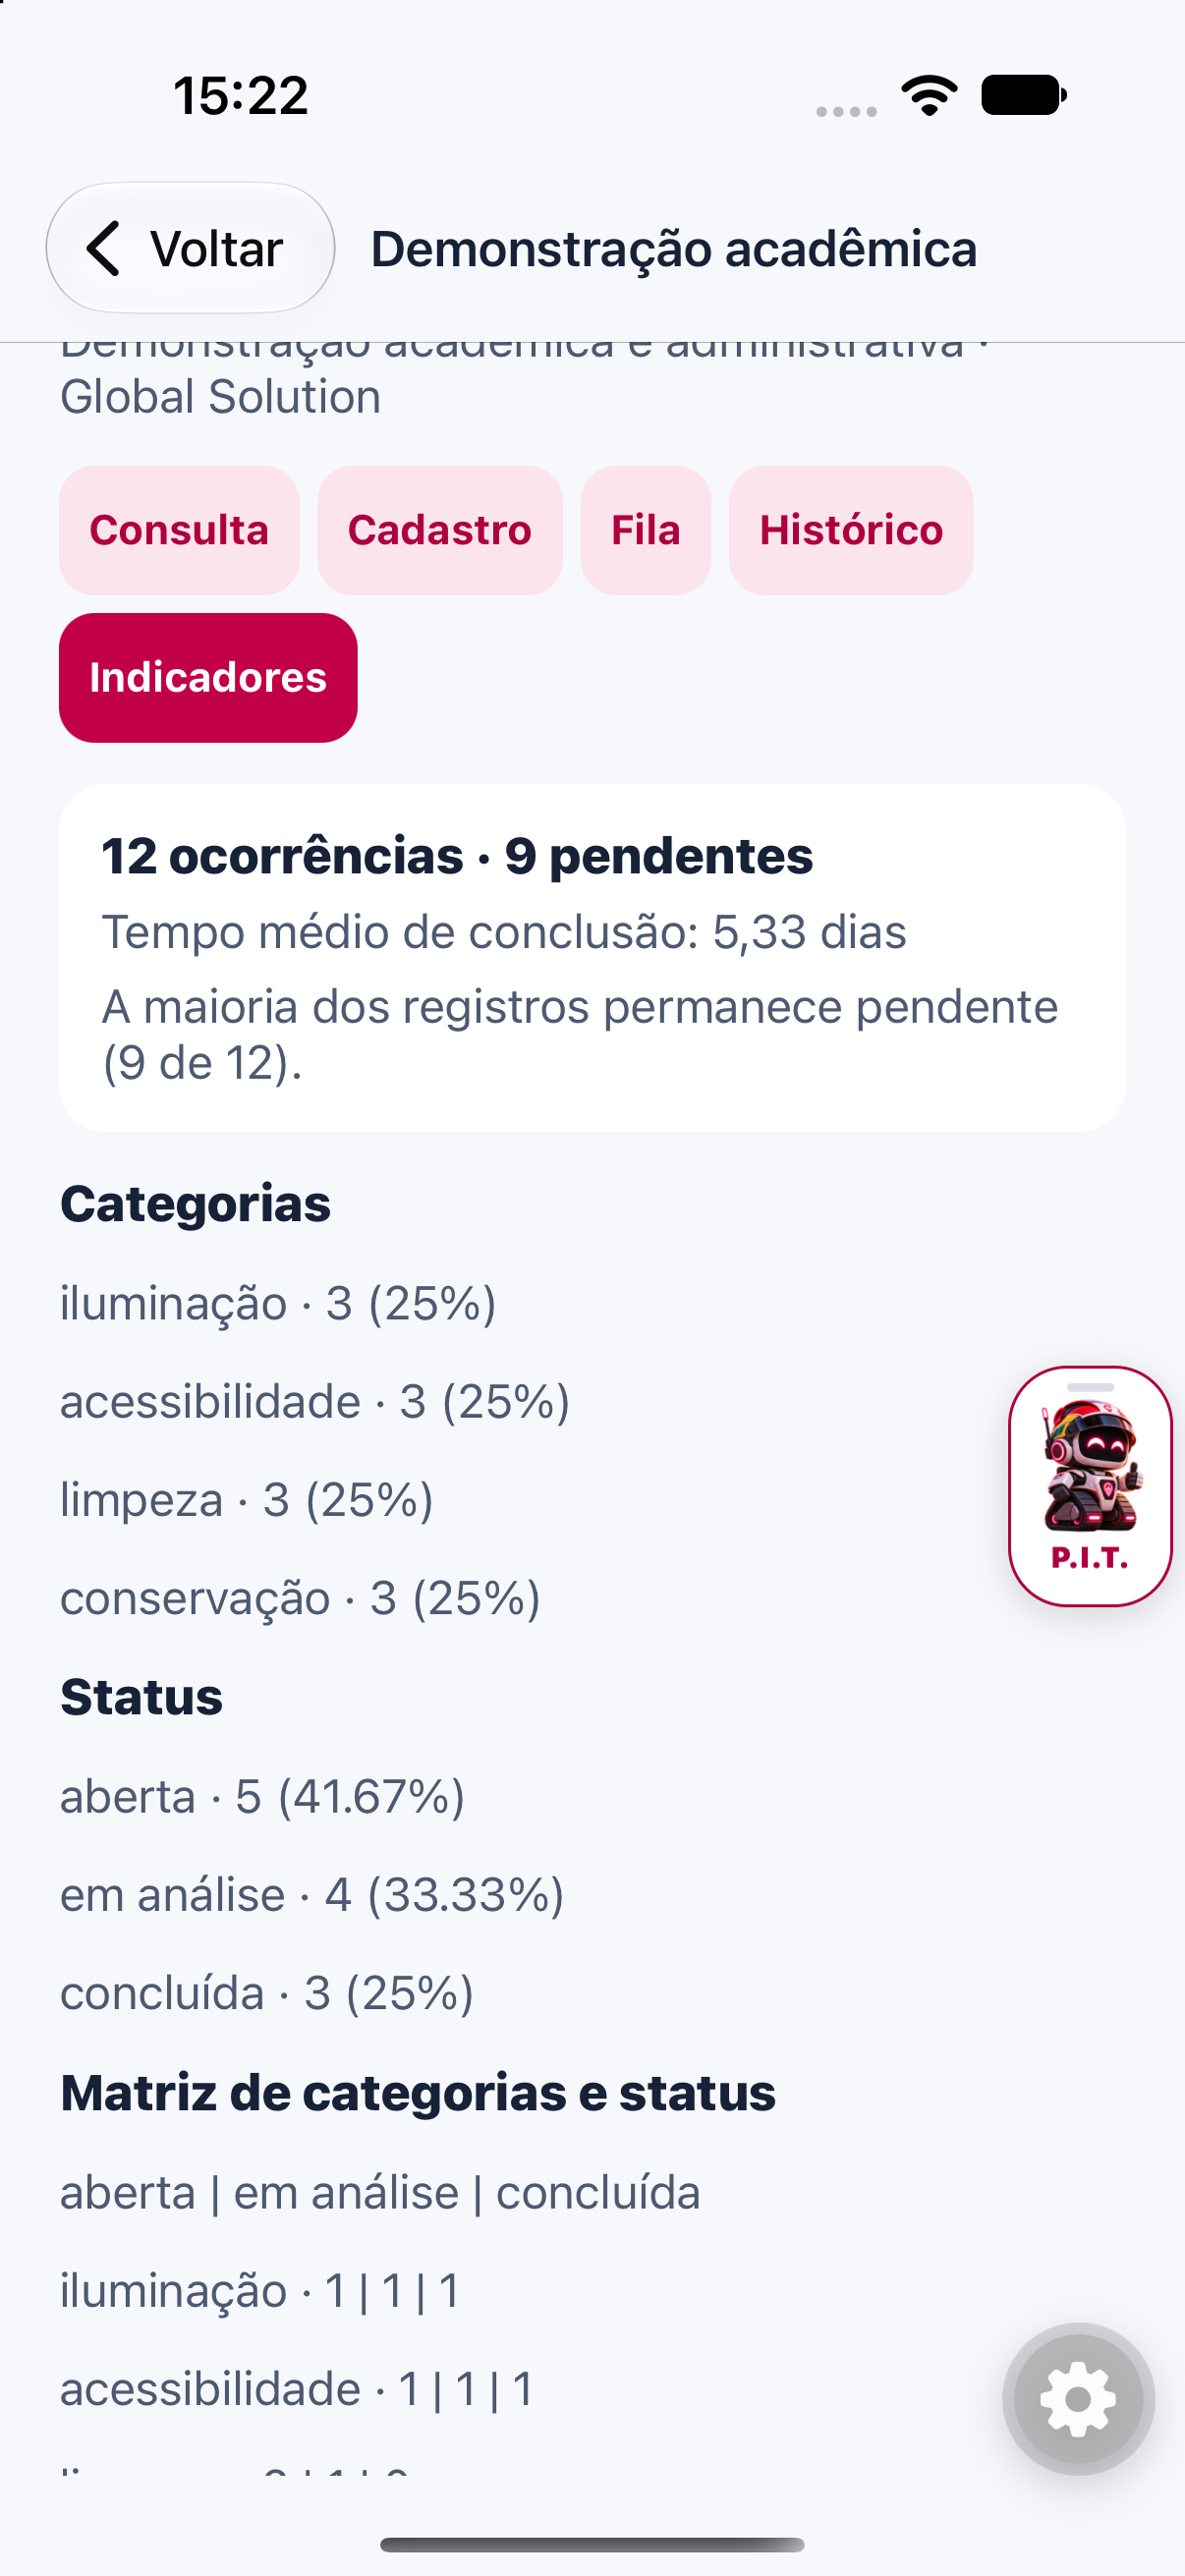 15:22
Voltar
Demonstração acadêmica
Demonstração acadêmica e administrativa ·
Global Solution
Consulta
Cadastro
Fila
Histórico
Indicadores
12 ocorrências · 9 pendentes
Tempo médio de conclusão: 5,33 dias
A maioria dos registros permanece pendente
(9 de 12).
Categorias
iluminação · 3 (25%)
acessibilidade · 3 (25%)
limpeza · 3 (25%)
conservação · 3 (25%)
P.I.T.
Status
aberta · 5 (41.67%)
em análise · 4 (33.33%)
concluída · 3 (25%)
Matriz de categorias e status
aberta | em análise | concluída
iluminação · 1 | 1 | 1
acessibilidade · 1 | 1 | 1